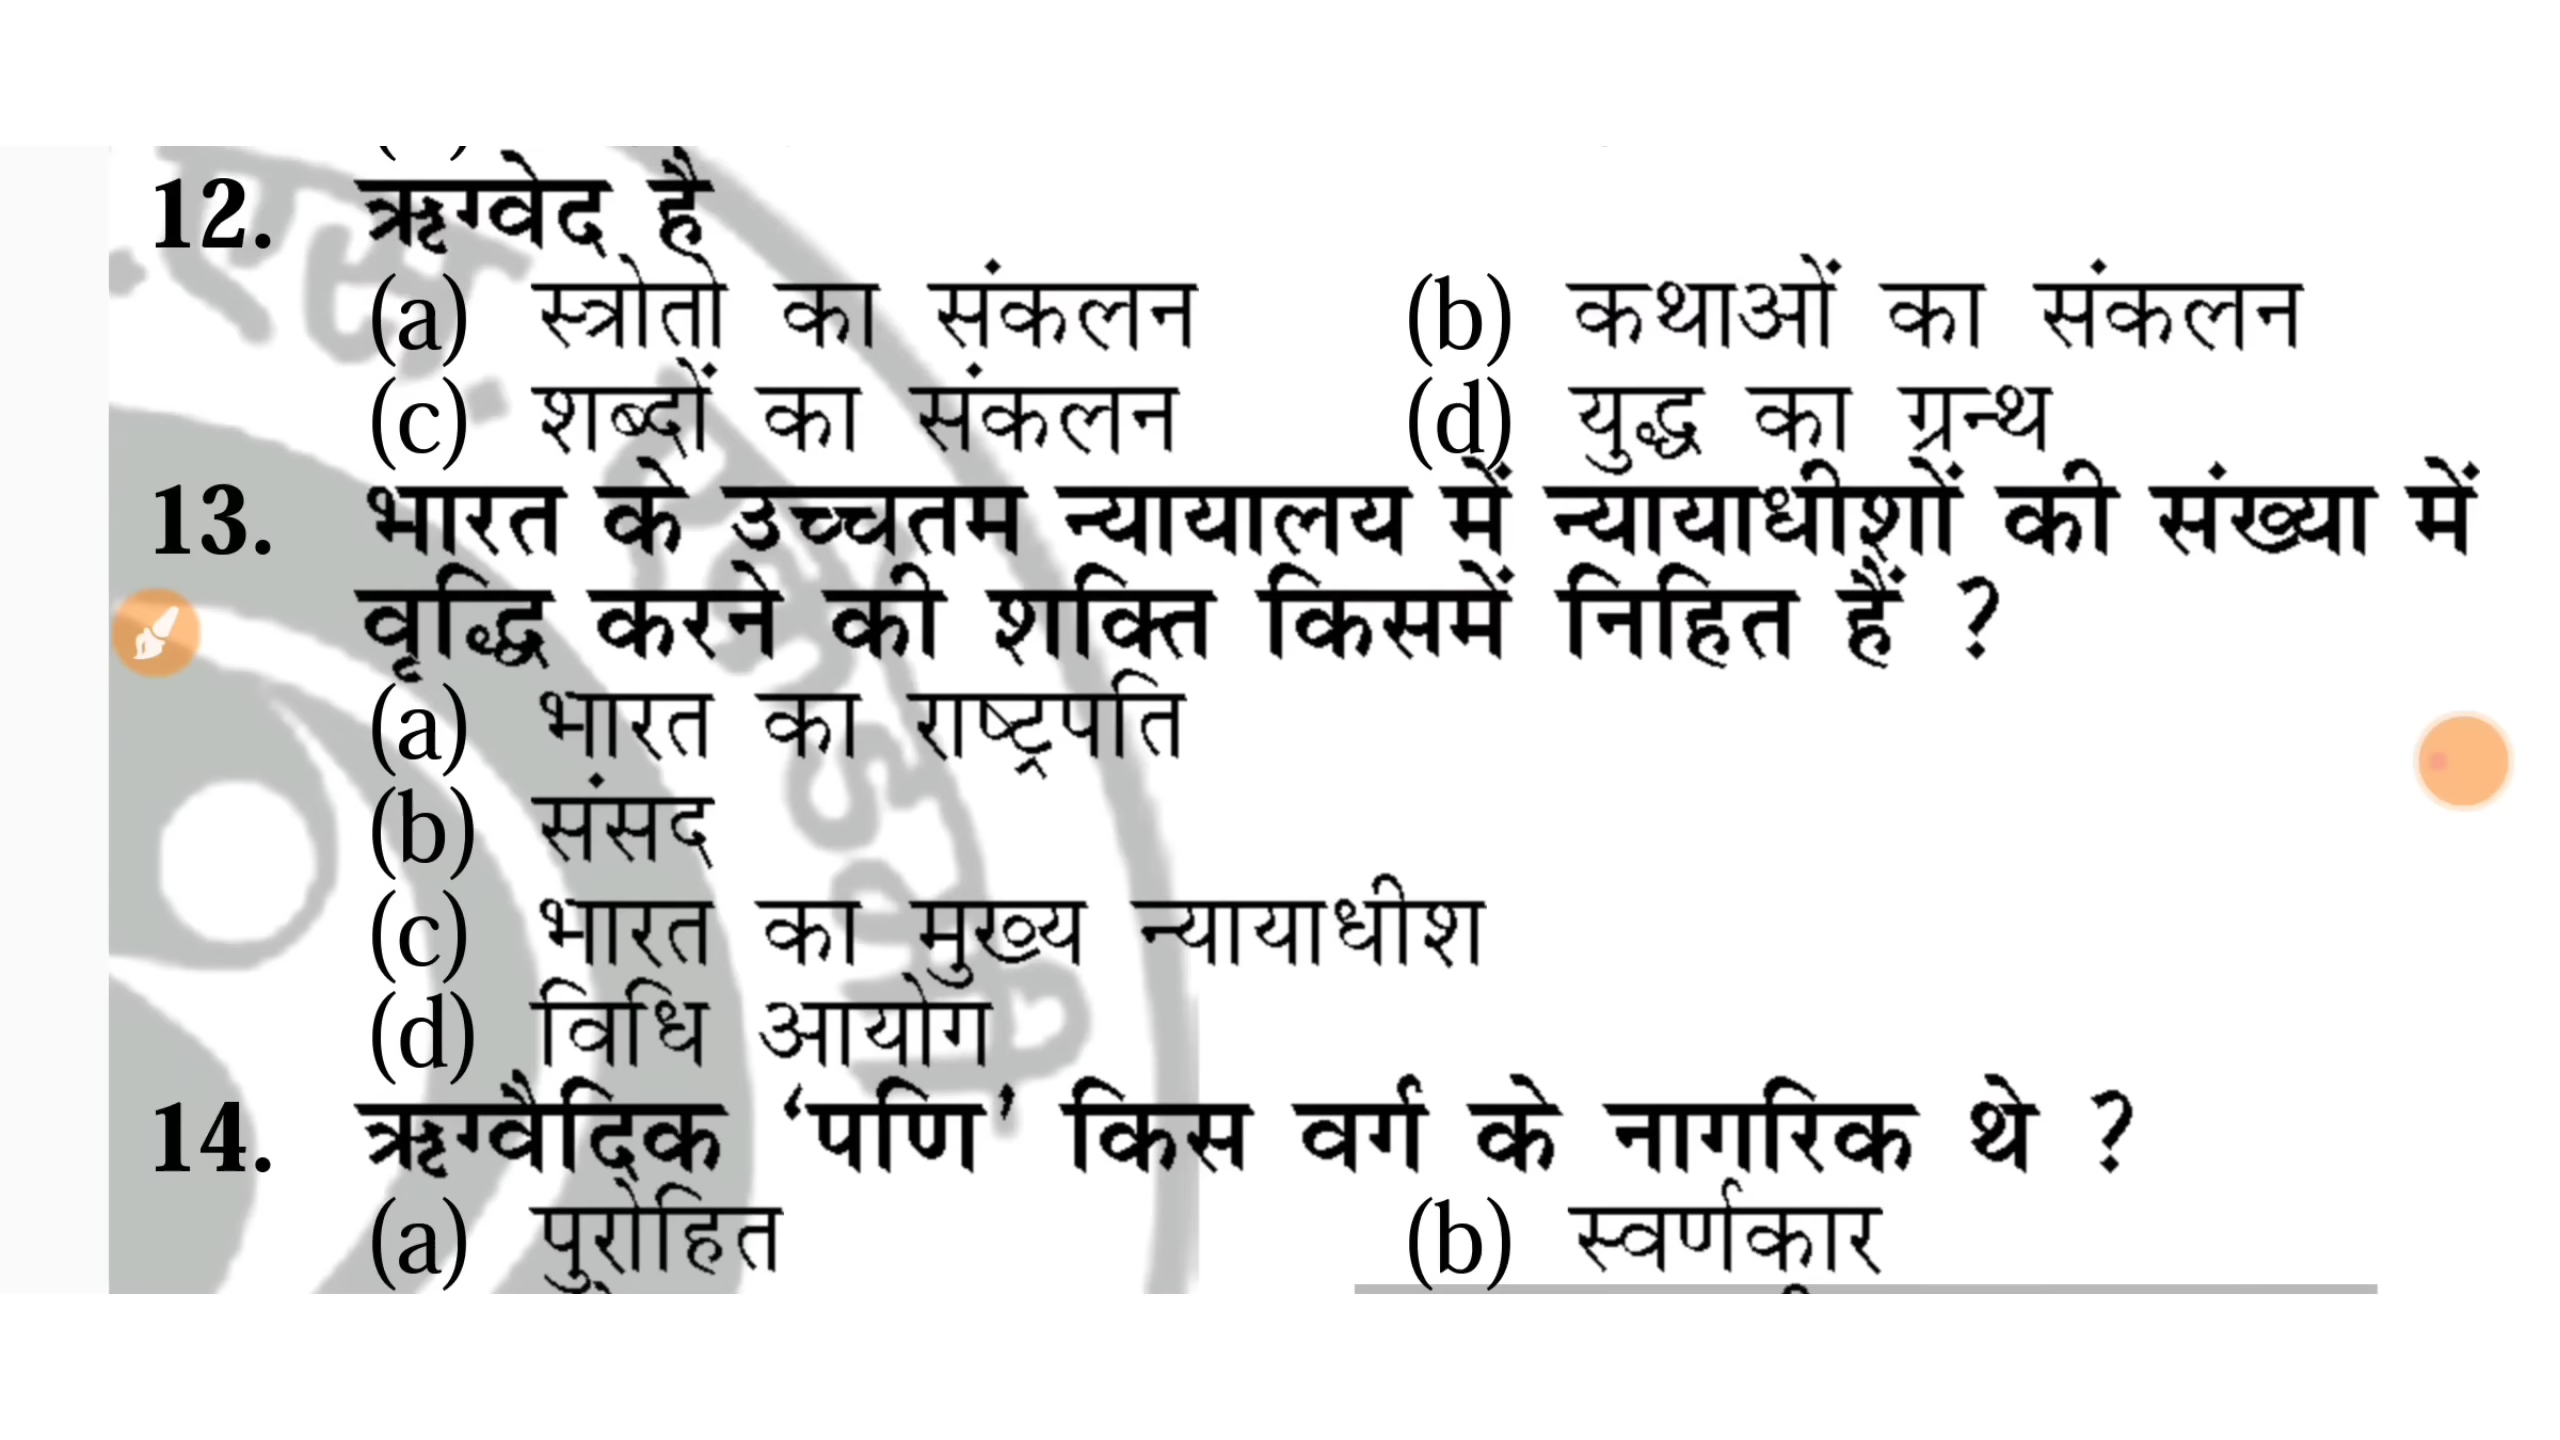 12. ऋग्वेद है
(a) स्त्रोतो का संकलन (b) कथाओं का संकलन
(c) शब्दों का संकलन (d) युद्ध का ग्रन्थ
13. भारत के उच्चतम न्यायालय में न्यायाधीशों की संख्या में
वृद्धि करने की शक्ति किसमें निहित हैं ?
(a) भारत का राष्ट्रपति
(b) संसद
(c) भारत का मुख्य न्यायाधीश
(d) विधि आयोग
14. ऋग्वैदिक ‘पणि’ किस वर्ग के नागरिक थे ?
(a) पुरोहित (b) स्वर्णकार